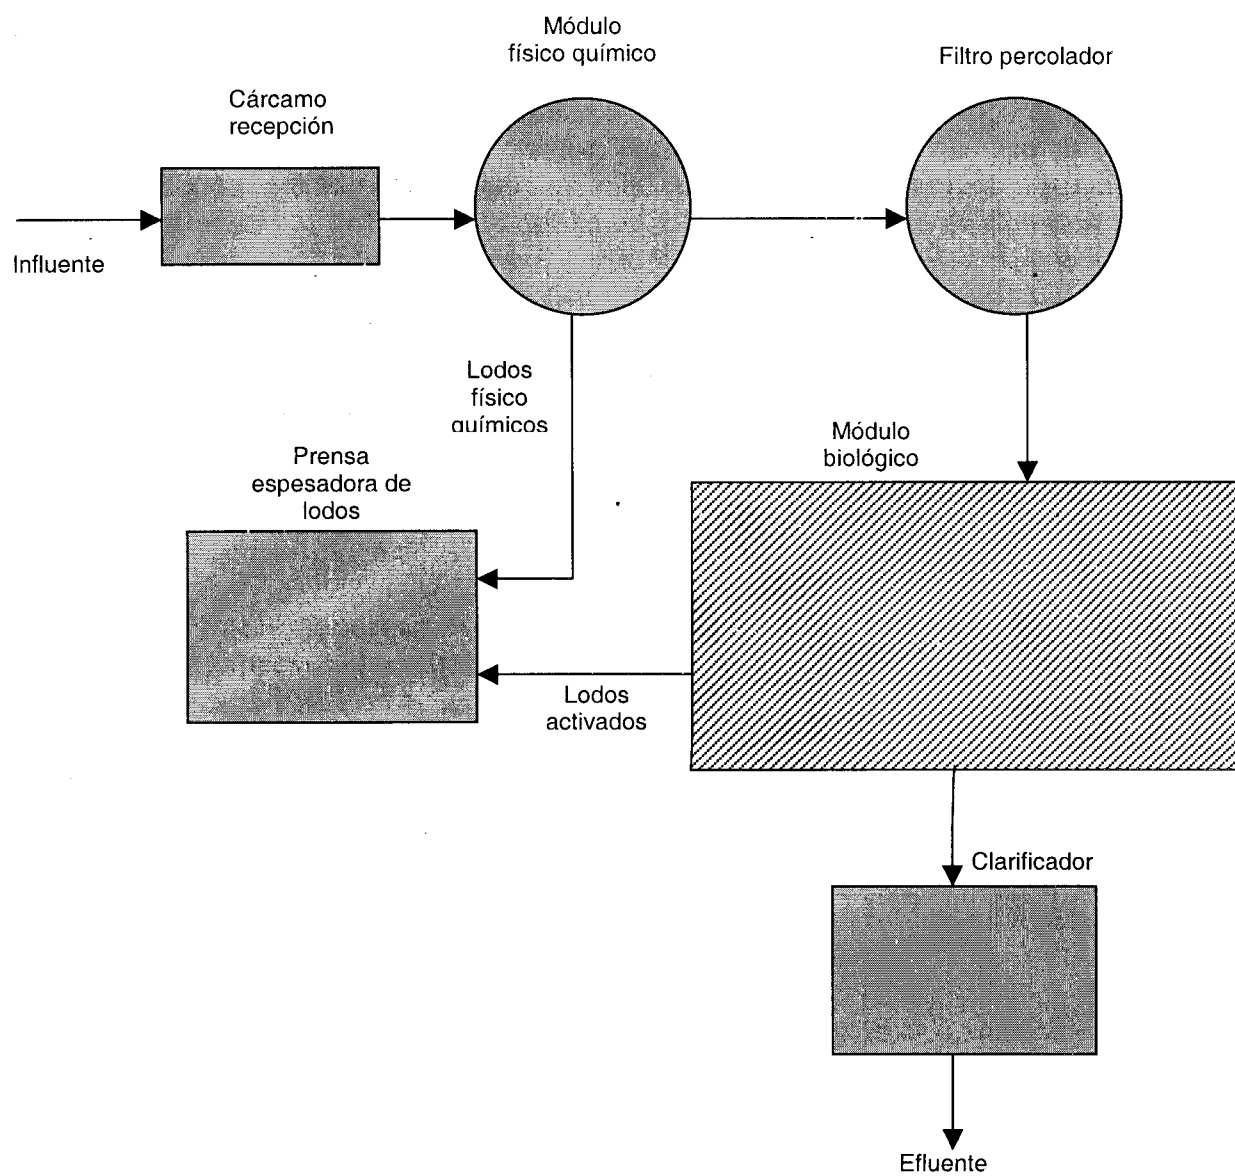 Módulo
físico químico
Filtro percolador
Cárcamo
recepción
Influente
Lodos
físico
químicos
Módulo
biológico
Prensa
espesadora de
lodos
Lodos
activados
Clarificador
Efluente